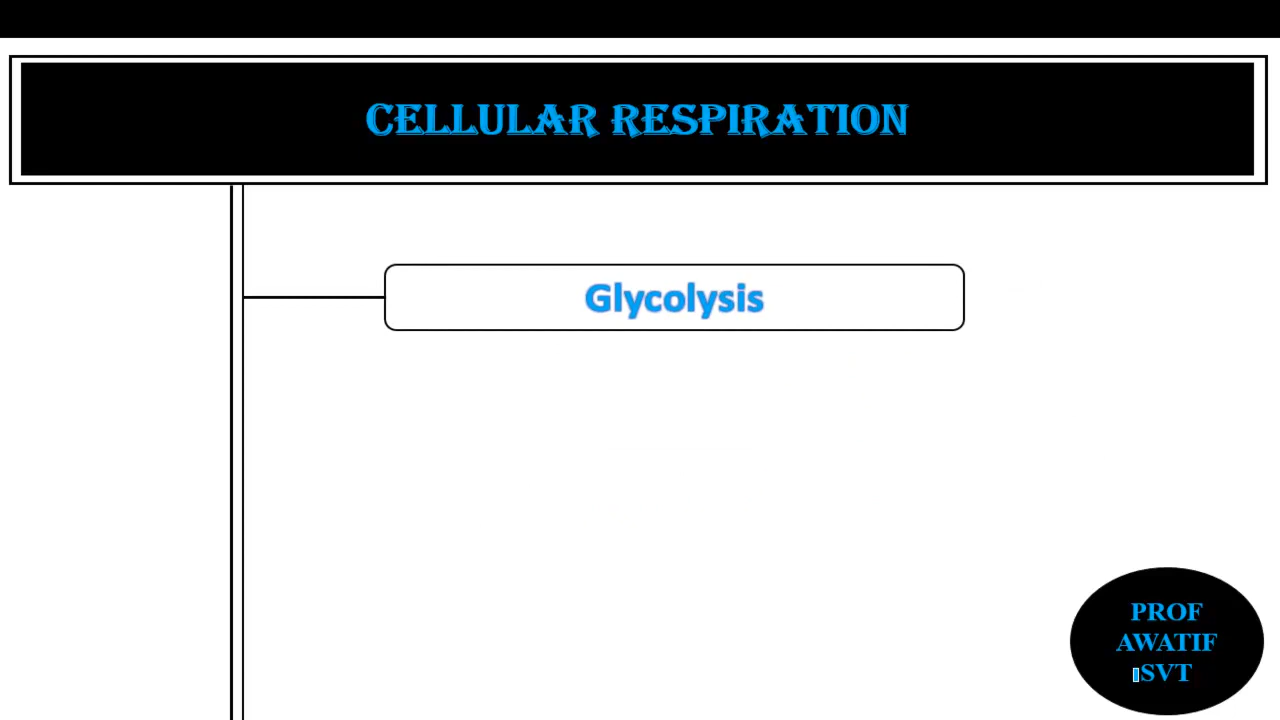 CELLULAR RESPIRATION
Glycolysis
PROF
AWATIF
SVT